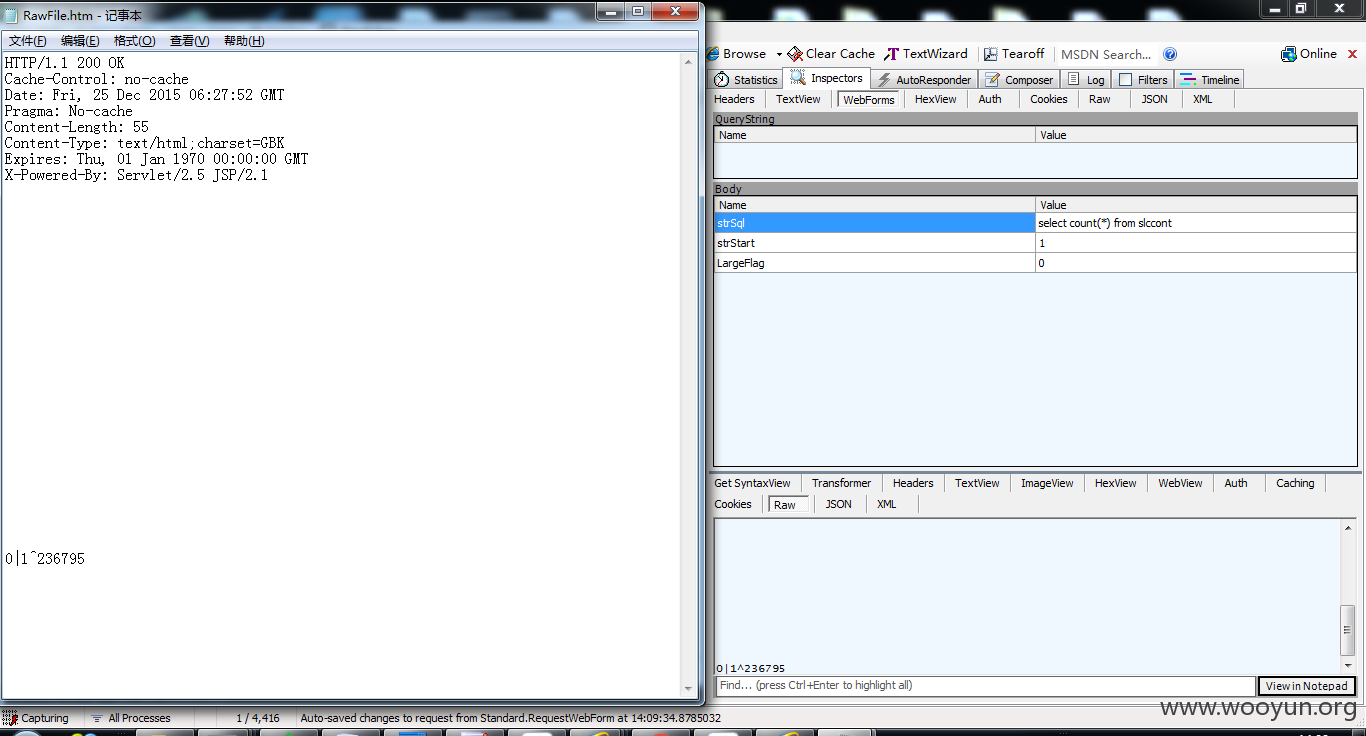 RawFile.htm - 记事本
文件(F) 编辑(E) 格式(O) 查看(V) 帮助(H)
HTTP/1.1 200 OK
Cache-Control: no-cache
Date: Fri, 25 Dec 2015 06:27:52 GMT
Pragma: No-cache
Content-Length: 55
Content-Type: text/html;charset=GBK
Expires: Thu, 01 Jan 1970 00:00:00 GMT
X-Powered-By: Servlet/2.5 JSP/2.1
0|1^236795
Browse Clear Cache TextWizard Tearoff MSDN Search... Online
Statistics Inspectors AutoResponder Composer Log Filters Timeline
Headers TextView WebForms HexView Auth Cookies Raw JSON XML
QueryString
Name Value
Body
Name Value
strSql select count(*) from slccont
strStart 1
LargeFlag 0
Get SyntaxView Transformer Headers TextView ImageView HexView WebView Auth Caching
Cookies Raw JSON XML
0|1^236795
Find... (press Ctrl+Enter to highlight all) View in Notepad
Capturing All Processes 1 / 4,416 Auto-saved changes to request from Standard.RequestWebForm at 14:09:34.8785032
www.wooyun.org